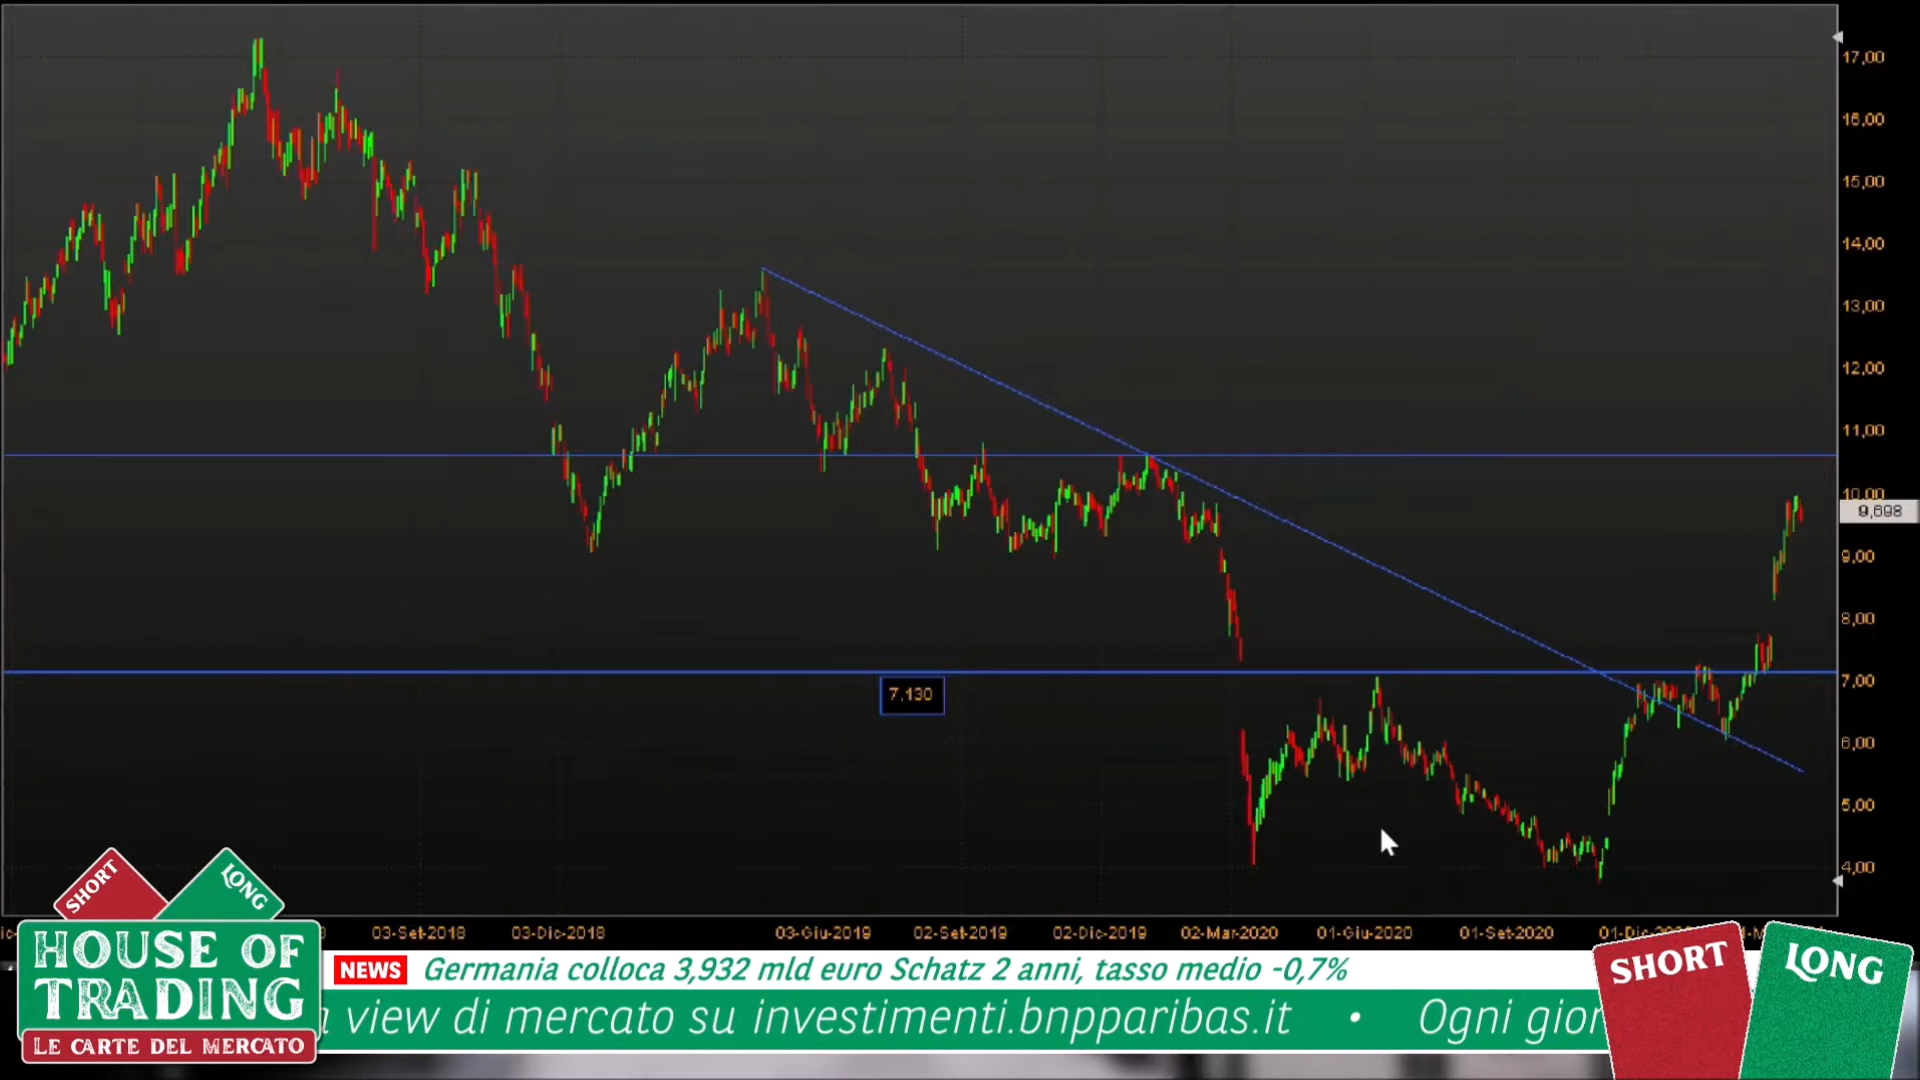 17,00
16,00
15,00
14,00
13,00
12,00
11,00
10,00
9,698
9,00
8,00
7,00
7.130
6,00
5,00
4,00
03-Set-2018
03-Dic-2018
03-Giu-2019
02-Set-2019
02-Dic-2019
02-Mar-2020
01-Giu-2020
01-Set-2020
SHORT
LONG
HOUSE OF
TRADING
LE CARTE DEL MERCATO
NEWS Germania colloca 3,932 mld euro Schatz 2 anni, tasso medio -0,7%
view di mercato su investimenti.bnpparibas.it • Ogni
SHORT
LONG